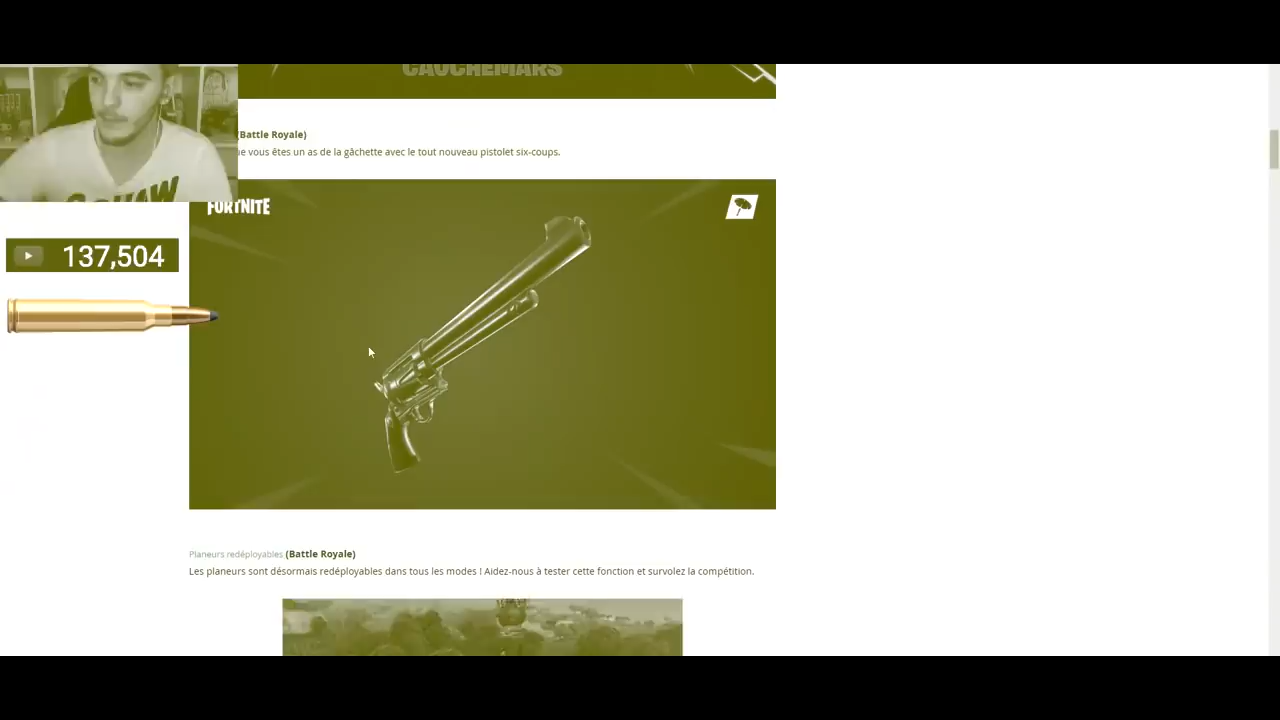 CAUCHEMARS
(Battle Royale)
vous êtes un as de la gâchette avec le tout nouveau pistolet six-coups.
FORTNITE
137,504
Planeurs redéployables (Battle Royale)
Les planeurs sont désormais redéployables dans tous les modes ! Aidez-nous à tester cette fonction et survolez la compétition.